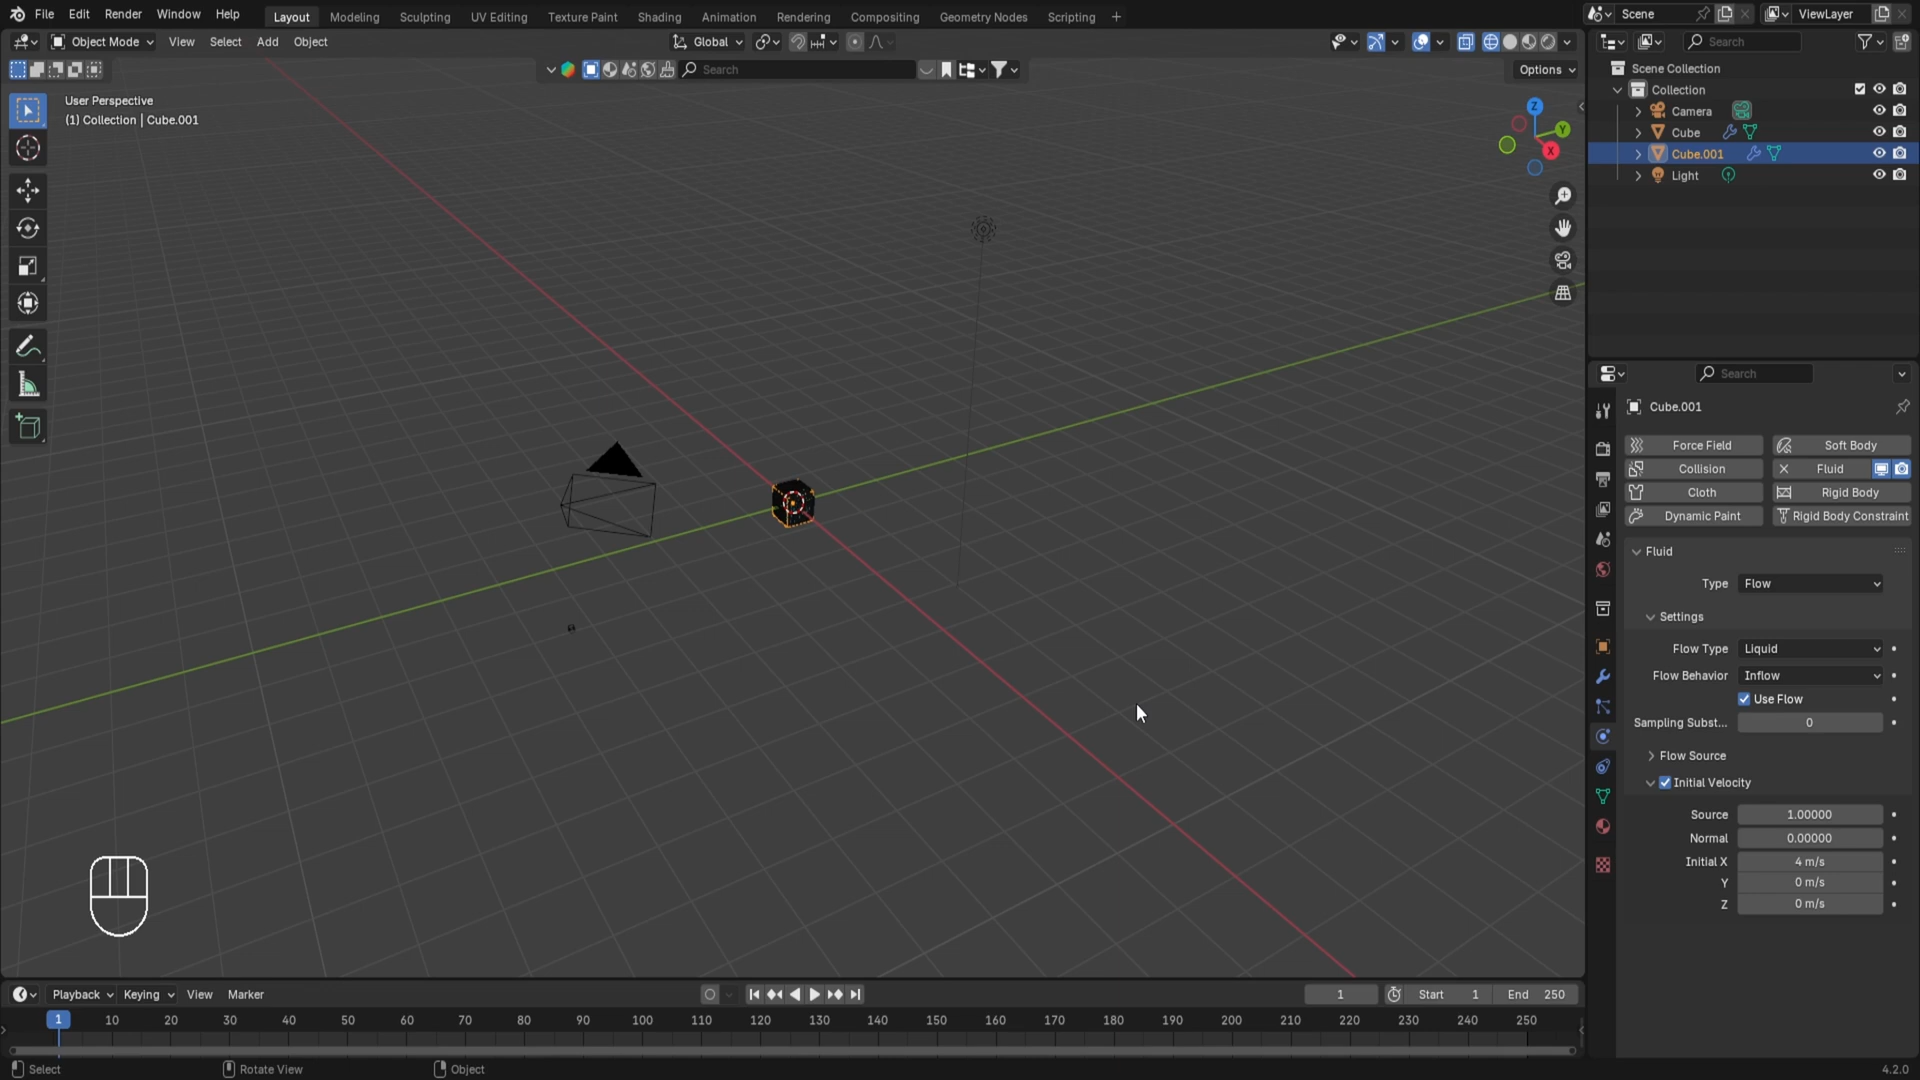 File Edit Render Window Help Layout Modeling Sculpting UV Editing Texture Paint Shading Animation Rendering Compositing Geometry Nodes Scripting + Scene ViewLayer
Object Mode View Select Add Object Global Search
Search Options
User Perspective
(1) Collection | Cube.001
Z
Y
X
Scene Collection
Collection
Camera
Cube
Cube.001
Light
Search
Cube.001
Force Field Soft Body
Collision Fluid
Cloth Rigid Body
Dynamic Paint Rigid Body Constraint
Fluid
Type Flow
Settings
Flow Type Liquid
Flow Behavior Inflow
Use Flow
Sampling Subst... 0
Flow Source
Initial Velocity
Source 1.00000
Normal 0.00000
Initial X 4 m/s
Y 0 m/s
Z 0 m/s
Playback Keying View Marker 1 Start 1 End 250
1 10 20 30 40 50 60 70 80 90 100 110 120 130 140 150 160 170 180 190 200 210 220 230 240 250
Select Rotate View Object 4.2.0